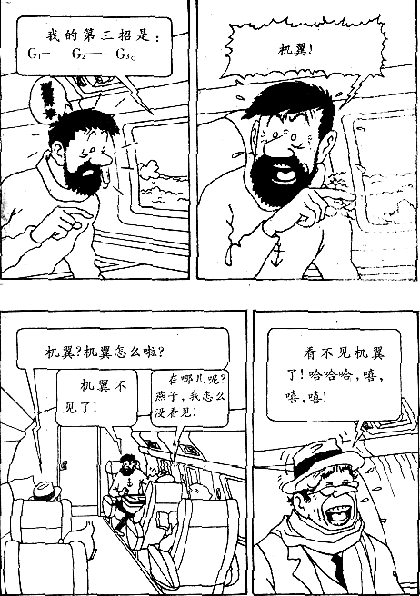 我的第二招是:
G₁— G₂— G₃。
机翼!
机翼?机翼怎么啦?
机翼不
见了!
在哪儿呢?
燕子,我怎么
没看见!
看不见机翼
了!哈哈哈,嘻,
嘻,嘻!